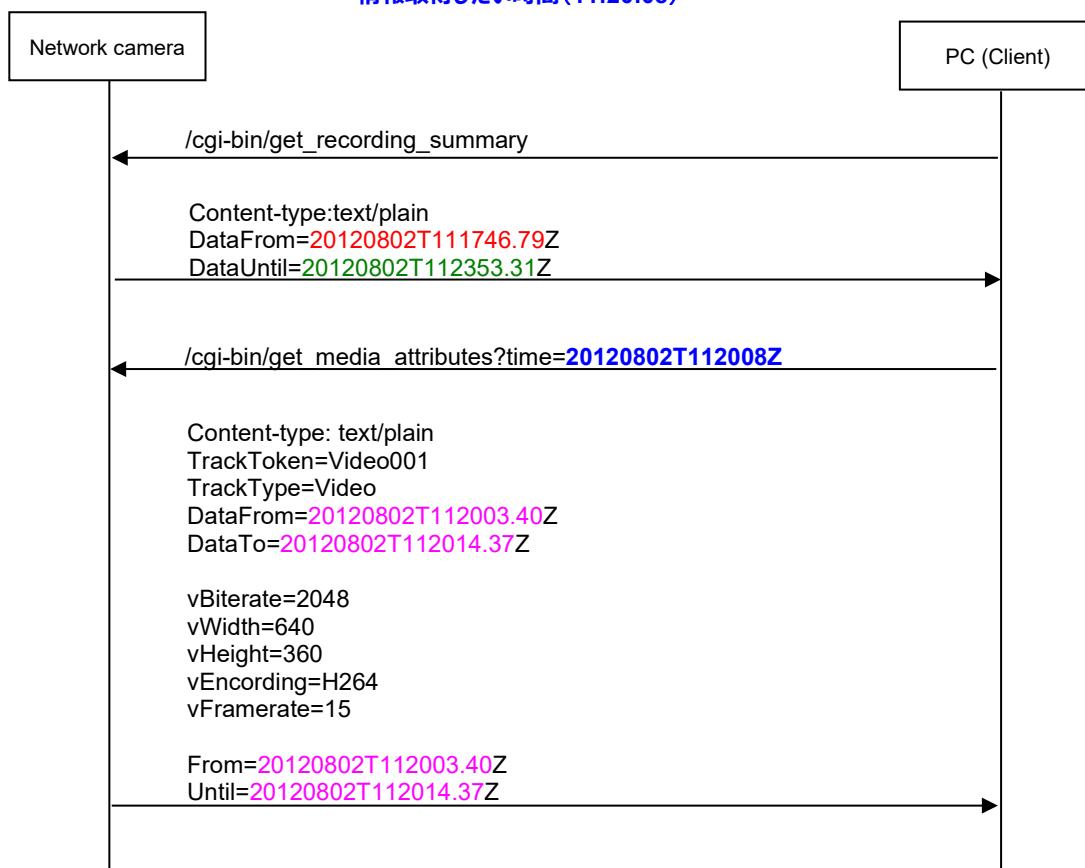 Network camera
PC (Client)
/cgi-bin/get_recording_summary
Content-type:text/plain
DataFrom=20120802T111746.79Z
DataUntil=20120802T112353.31Z
/cgi-bin/get_media_attributes?time=20120802T112008Z
Content-type: text/plain
TrackToken=Video001
TrackType=Video
DataFrom=20120802T112003.40Z
DataTo=20120802T112014.37Z
vBiterate=2048
vWidth=640
vHeight=360
vEncording=H264
vFramerate=15
From=20120802T112003.40Z
Until=20120802T112014.37Z